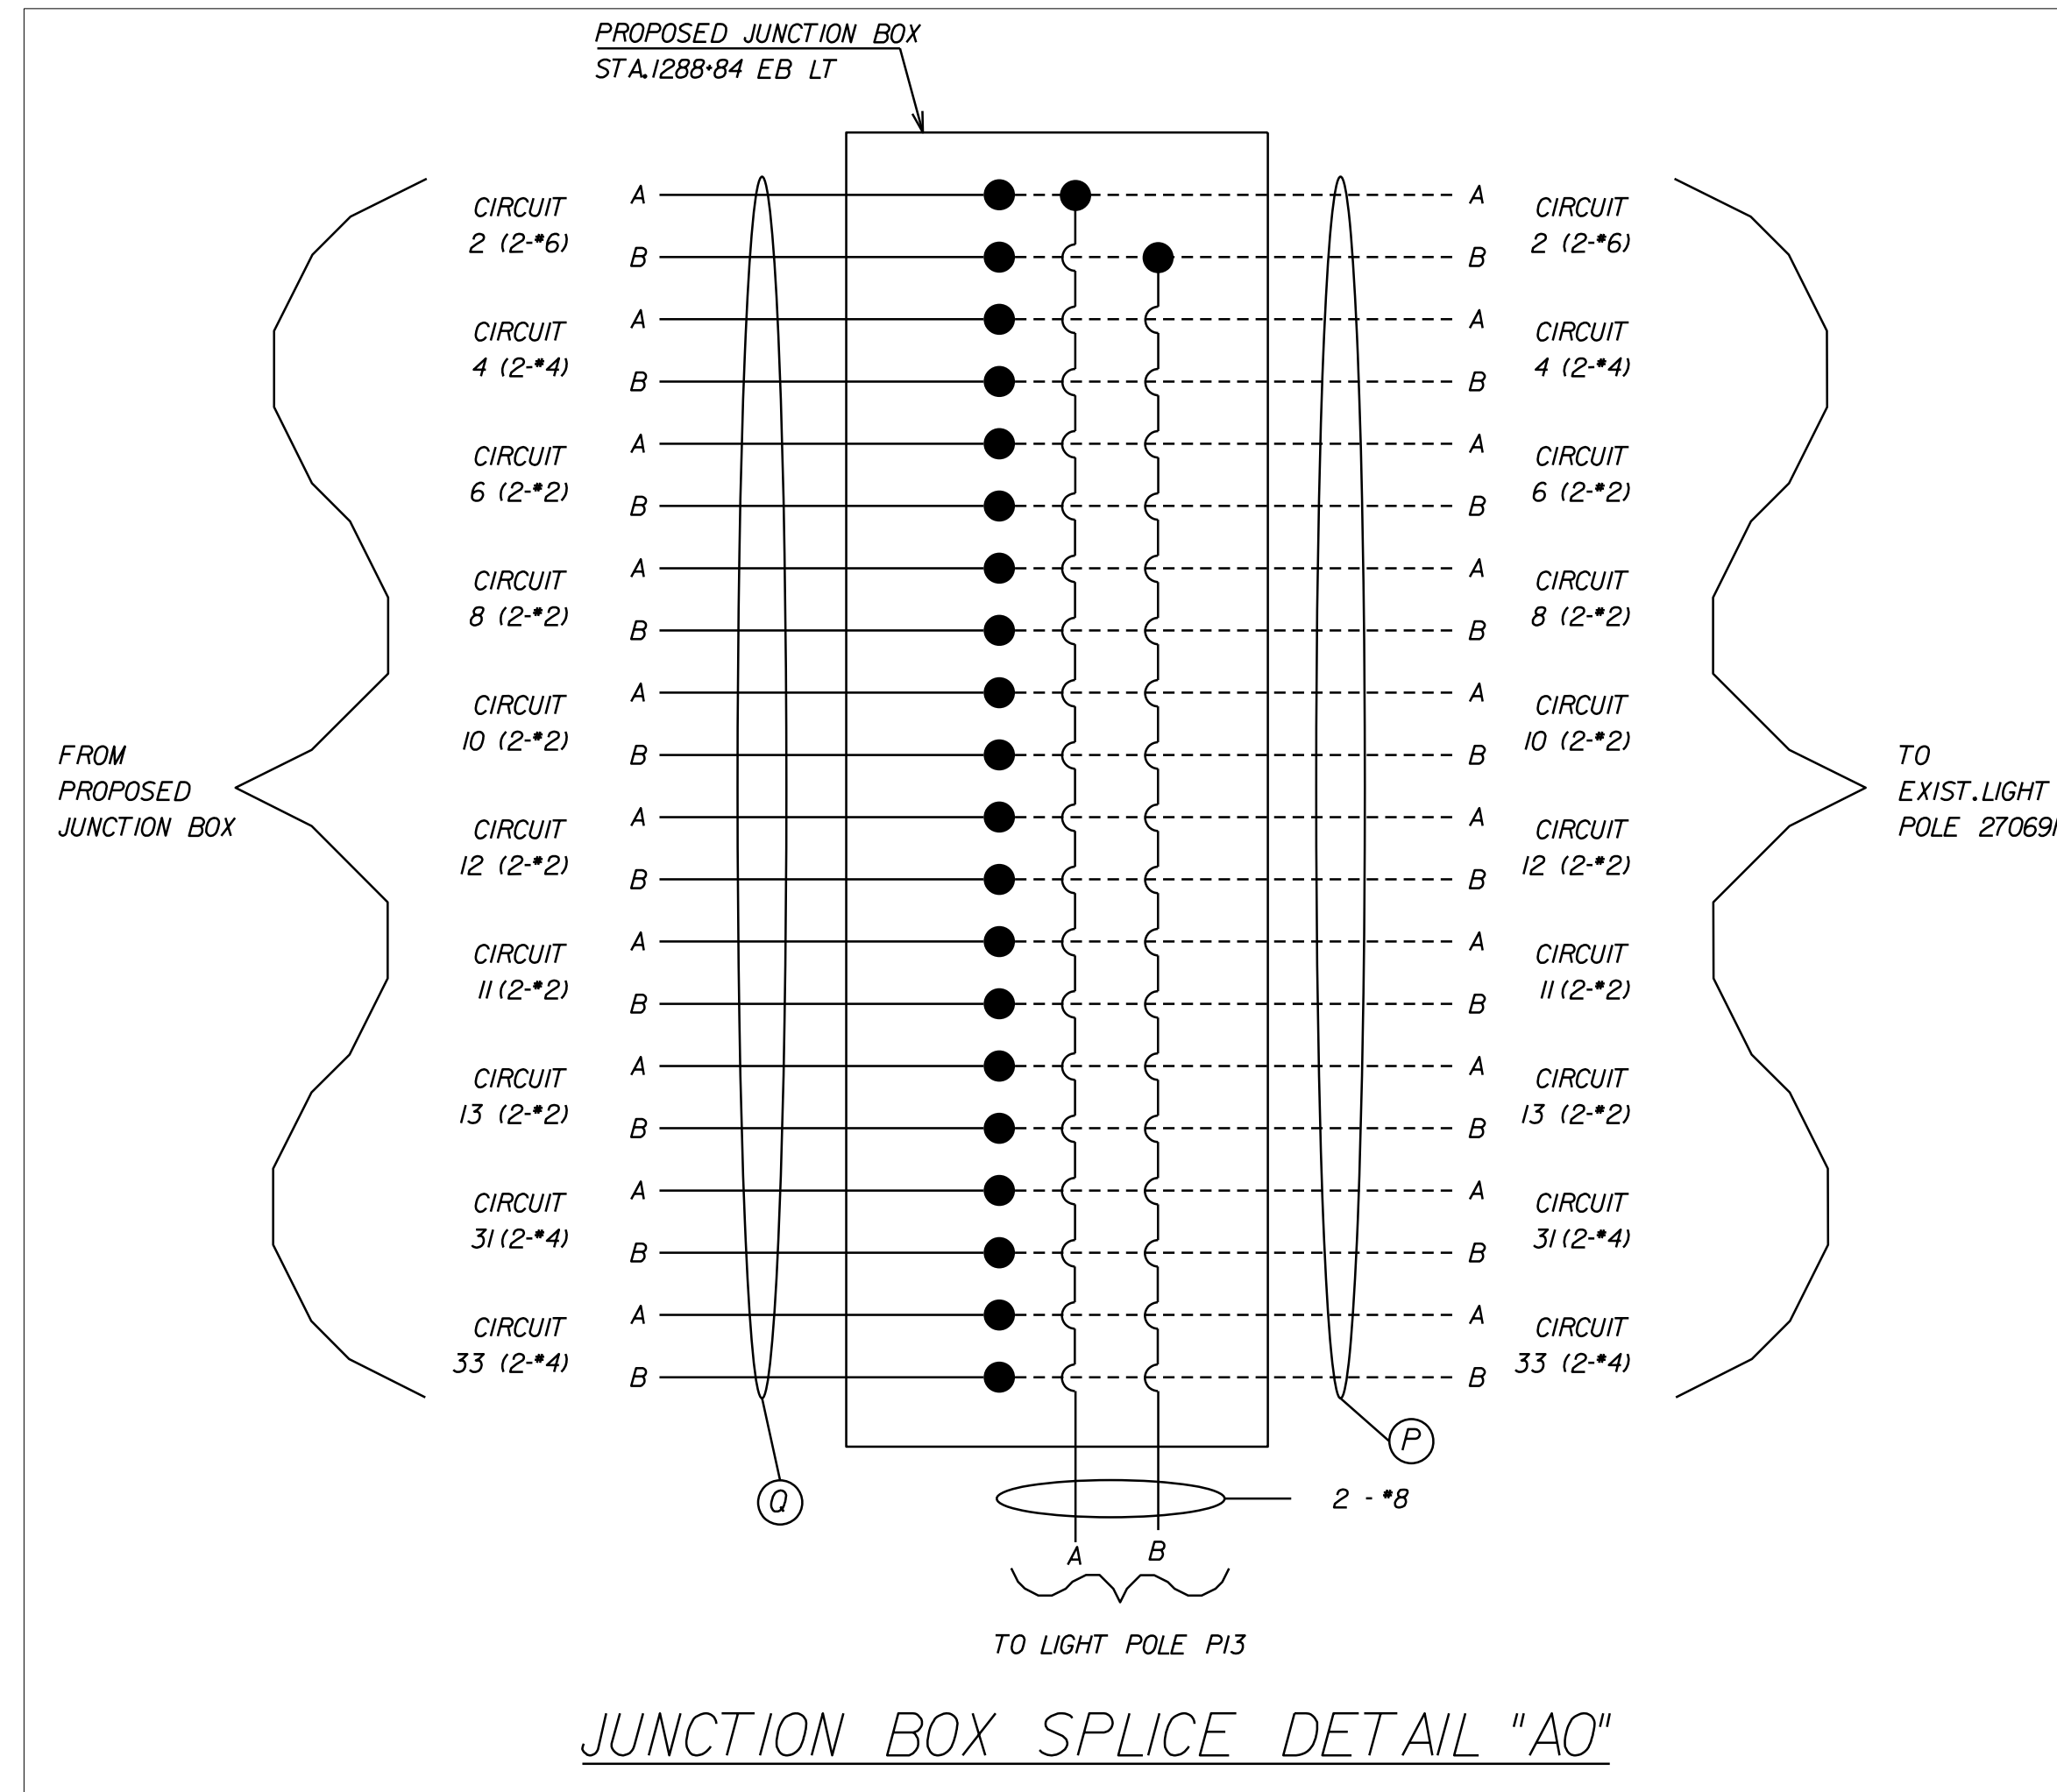 PROPOSED JUNCTION BOX
STA. 1288+84 EB LT
A
A
CIRCUIT
CIRCUIT
2 (2-#6)
2 (2-#6)
B
B
A
A
CIRCUIT
CIRCUIT
4 (2-#4)
4 (2-#4)
B
B
A
A
CIRCUIT
CIRCUIT
6 (2-#2)
6 (2-#2)
B
B
A
A
CIRCUIT
CIRCUIT
8 (2-#2)
8 (2-#2)
B
B
A
A
CIRCUIT
CIRCUIT
10 (2-#2)
10 (2-#2)
B
B
FROM
PROPOSED
JUNCTION BOX
TO
EXIST. LIGHT
POLE
A
A
CIRCUIT
CIRCUIT
12 (2-#2)
12 (2-#2)
B
B
A
A
CIRCUIT
CIRCUIT
11 (2-#2)
11 (2-#2)
B
B
A
A
CIRCUIT
CIRCUIT
13 (2-#2)
13 (2-#2)
B
B
A
A
CIRCUIT
CIRCUIT
31 (2-#4)
31 (2-#4)
B
B
A
A
CIRCUIT
CIRCUIT
33 (2-#4)
33 (2-#4)
B
B
P
Q
2 - #8
A
B
TO LIGHT POLE P13
JUNCTION BOX SPLICE DETAIL "AO"